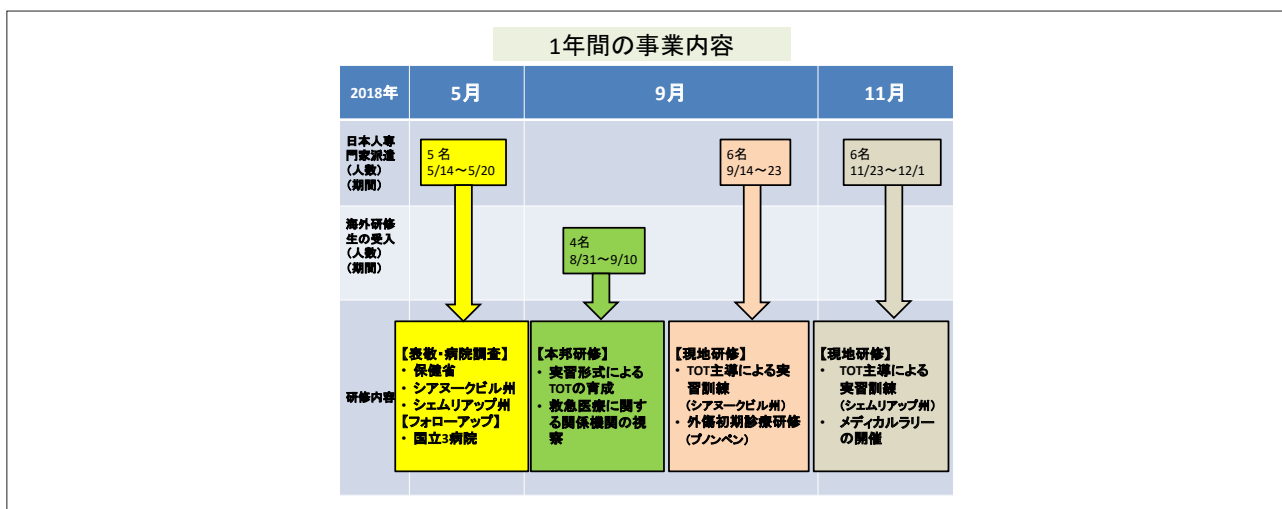 1年間の事業内容
2018年
5月
9月
11月
日本人専
門家派遣
(人数)
(期間)
5 名
5/14～5/20
6名
9/14～23
6名
11/23～12/1
海外研修
生の受入
(人数)
(期間)
4名
8/31～9/10
研修内容
【表敬・病院調査】
・ 保健省
・ シアヌークビル州
・ シェムリアップ州
【フォローアップ】
・ 国立3病院
【本邦研修】
・ 実習形式による
TOTの育成
・ 救急医療に関す
る関係機関の視
察
【現地研修】
・ TOT主導による実
習訓練
(シアヌークビル州)
・ 外傷初期診療研修
(プノンペン)
【現地研修】
・ TOT主導による
実習訓練
(シェムリアップ州)
・ メディカルラリー
の開催